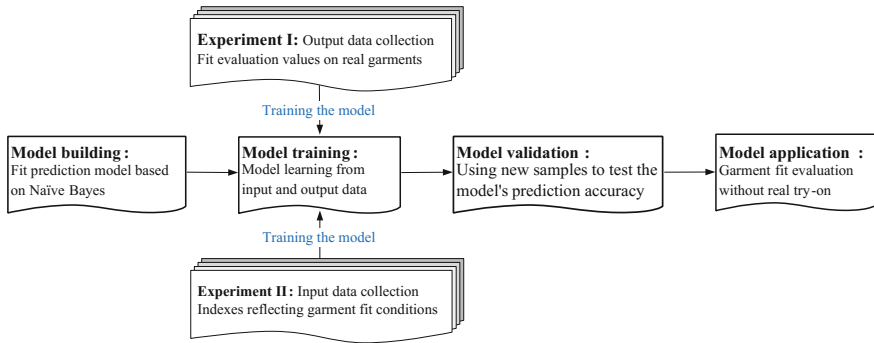 Experiment I: Output data collection
Fit evaluation values on real garments
Training the model
Model building :
Fit prediction model based
on Naïve Bayes
Model training :
Model learning from
input and output data
Model validation :
Using new samples to test the
model's prediction accuracy
Model application :
Garment fit evaluation
without real try-on
Training the model
Experiment II: Input data collection
Indexes reflecting garment fit conditions